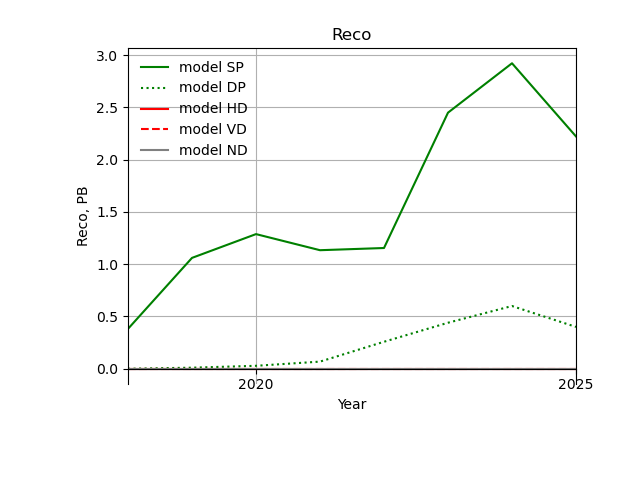 Reco
3.0
model SP
model DP
2.5
model HD
model VD
2.0
model ND
1.5
Reco, PB
1.0
0.5
0.0
2020
2025
Year